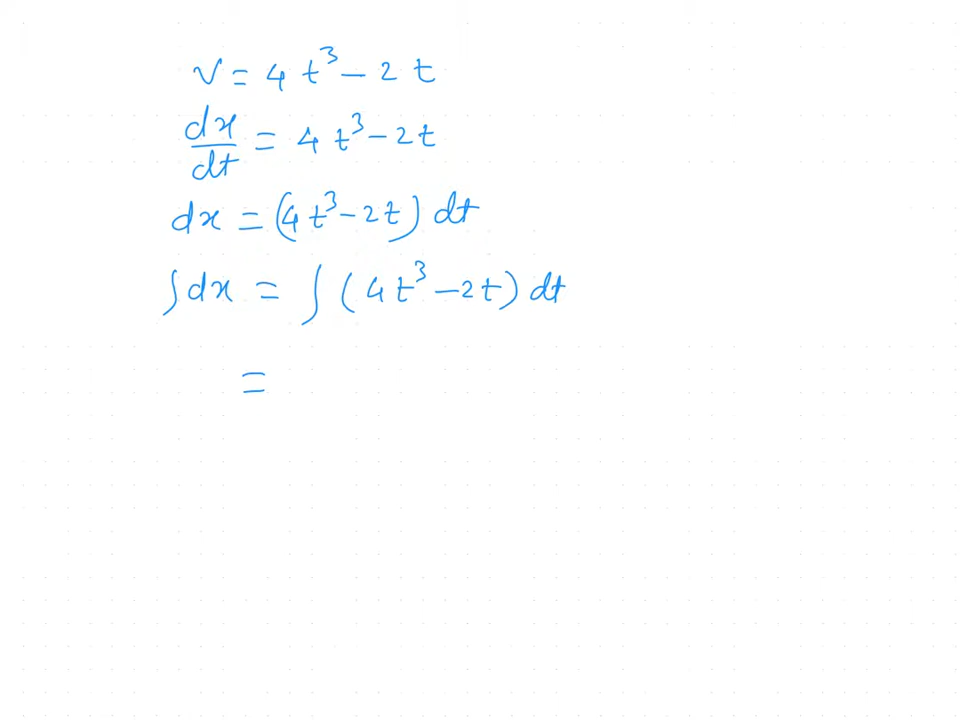 v = 4t³ − 2t
dx/dt = 4t³ − 2t
dx = (4t³ − 2t) dt
∫dx = ∫(4t³ − 2t) dt
=